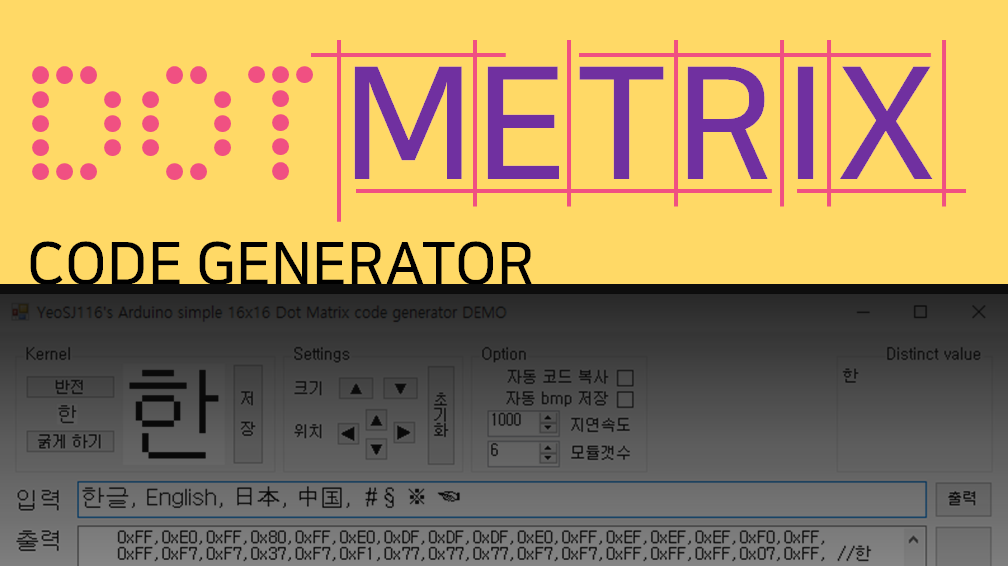 DOTMETRIX
CODE GENERATOR
YeoSJ116's Arduino simple 16x16 Dot Matrix code generator DEMO
Kernel
반전
한
굵게 하기
한
저장
Settings
크기 ▲ ▼
위치 ◀ ▲ ▼ ▶
초기화
Option
자동 코드 복사
자동 bmp 저장
1000 지연속도
6 모듈갯수
Distinct value
한
입력 한글, English, 日本, 中国, #§ ※ ☜ 출력
출력 0xFF,0xE0,0xFF,0x80,0xFF,0xE0,0xDF,0xDF,0xDF,0xE0,0xFF,0xEF,0xEF,0xEF,0xF0,0xFF,
0xFF,0xF7,0xF7,0x37,0xF7,0xF1,0x77,0x77,0x77,0xF7,0xF7,0xFF,0xFF,0xFF,0x07,0xFF, //한